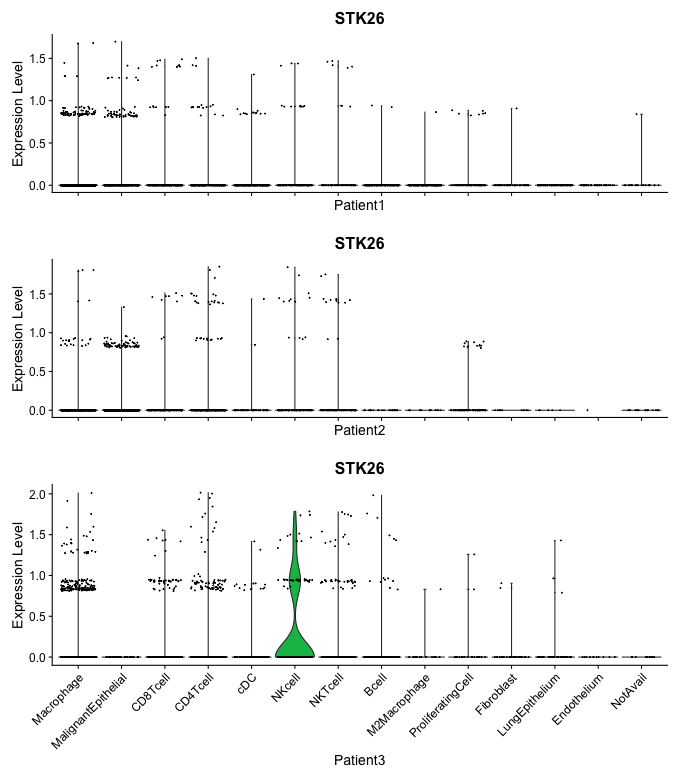 STK26
Expression Level
1.5
1.0
0.5
0.0
Patient1
STK26
Expression Level
1.5
1.0
0.5
0.0
Patient2
STK26
Expression Level
2.0
1.5
1.0
0.5
0.0
Macrophage
MalignantEpithelial
CD8Tcell
CD4Tcell
cDC
NKcell
NKTcell
Bcell
M2Macrophage
ProliferatingCell
Fibroblast
LungEpithelium
Endothelium
NotAvail
Patient3